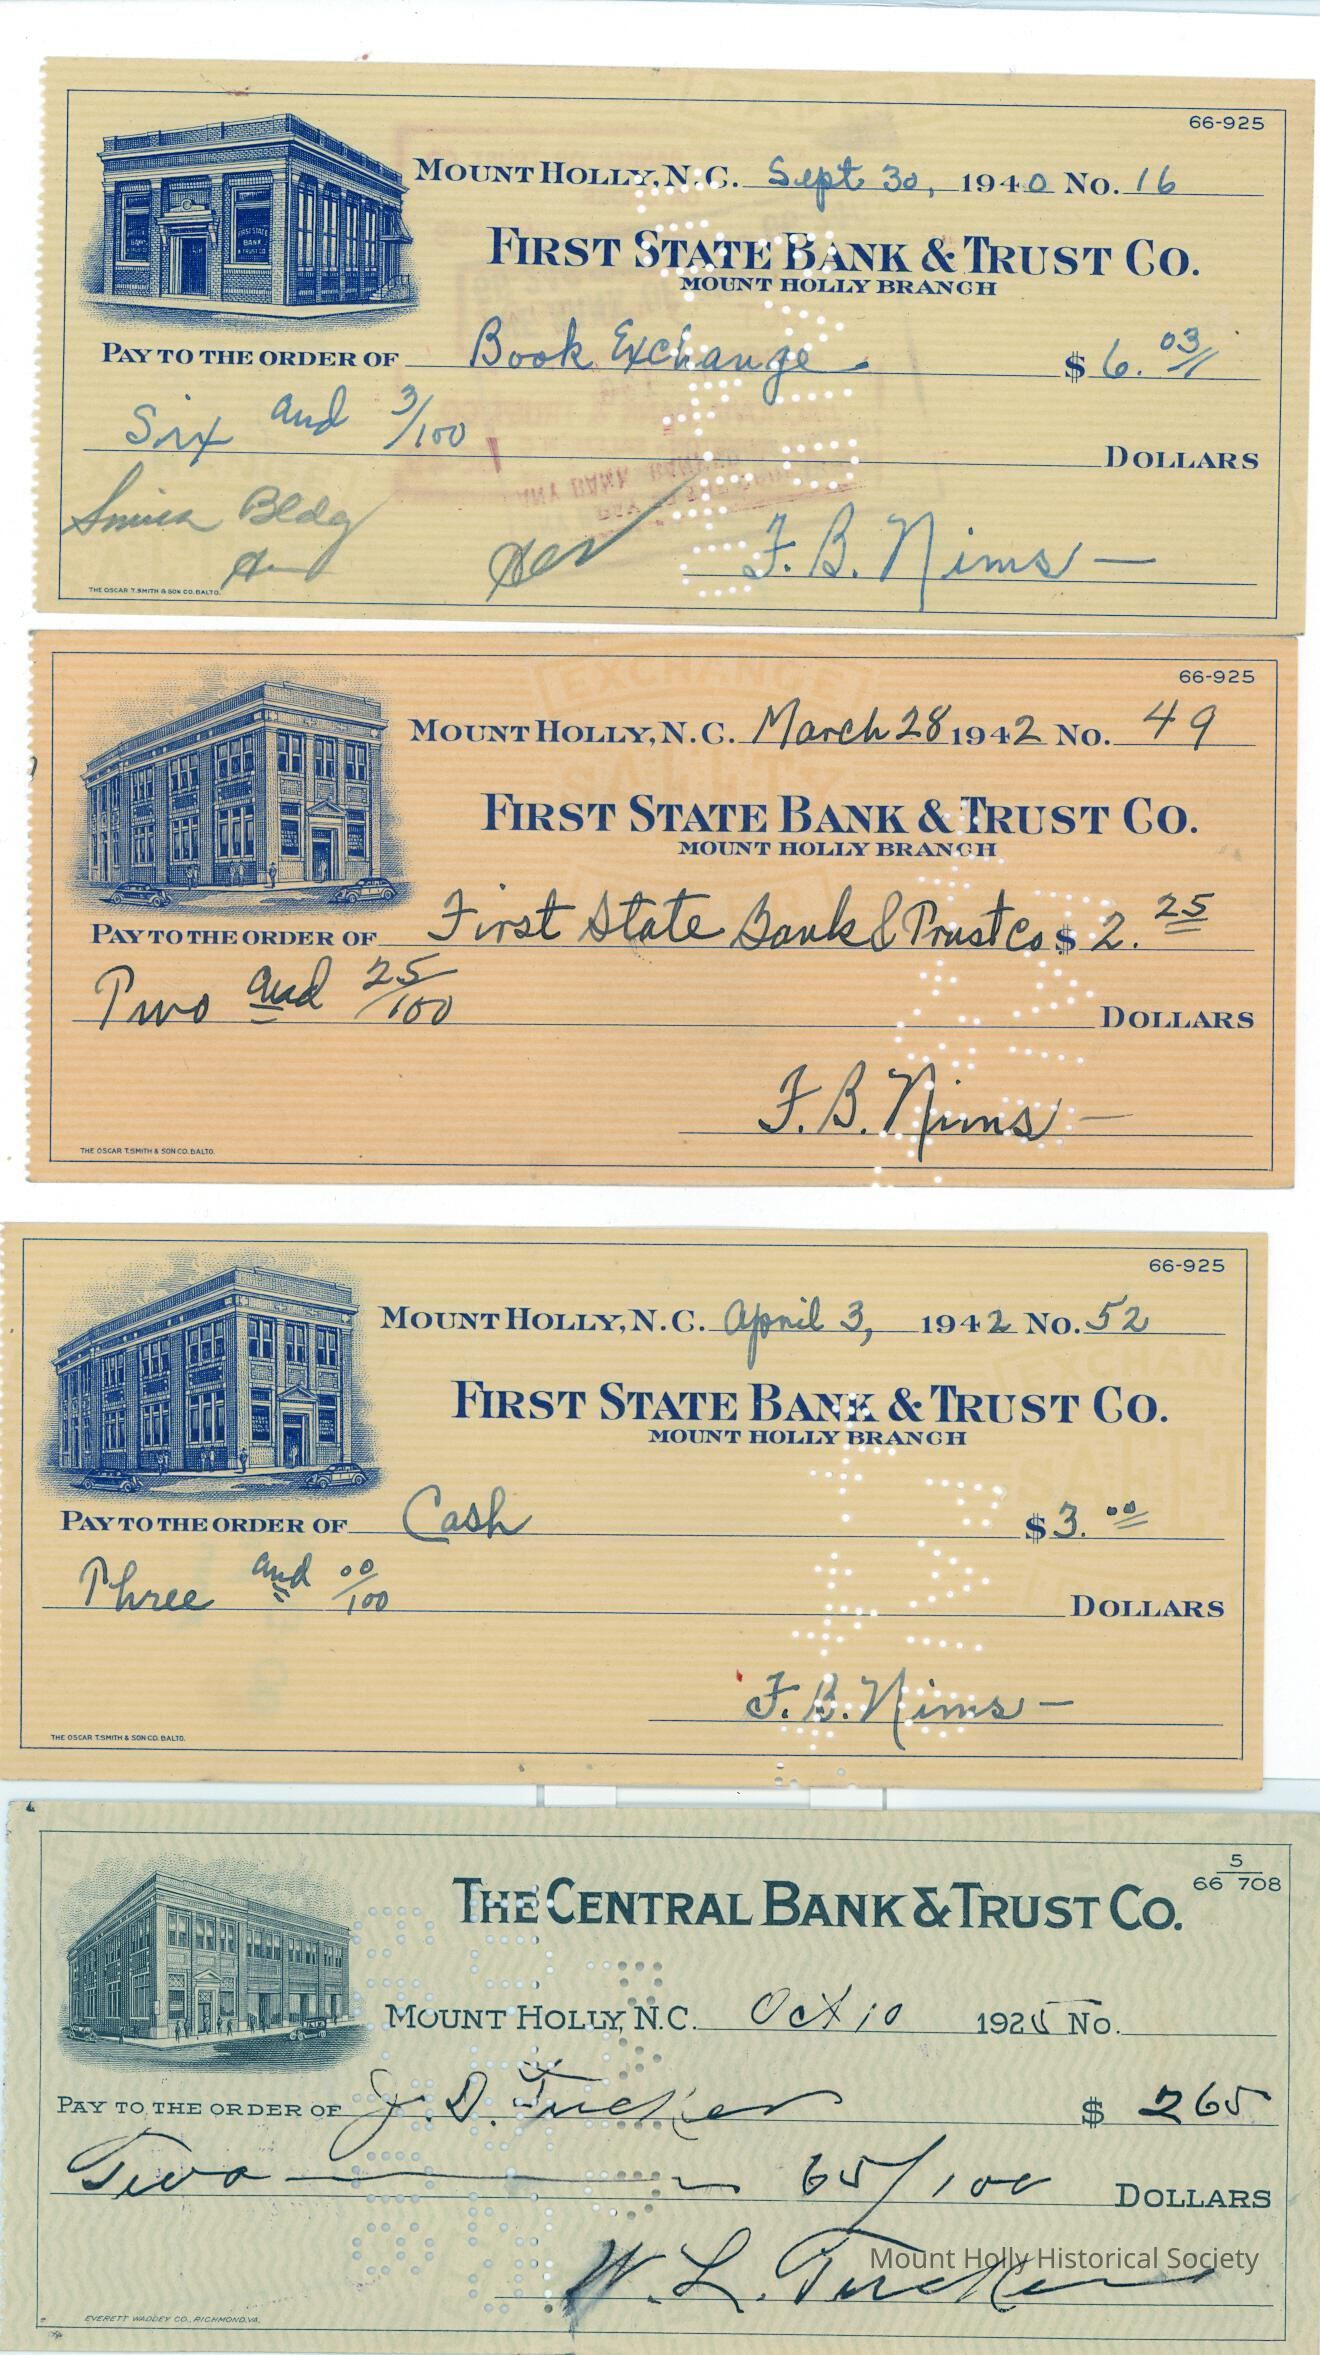 66-925
MOUNT HOLLY, N.C. Sept 30, 1940 No. 16
FIRST STATE BANK & TRUST CO.
MOUNT HOLLY BRANCH
PAY TO THE ORDER OF Book Exchange $ 6. 03
Six and 3/100
DOLLARS
Bldg
F. B. Nims
THE OSCAR T. SMITH & SON CO. BALTO.
66-925
MOUNT HOLLY, N.C. March 28 1942 No. 49
FIRST STATE BANK & TRUST CO.
MOUNT HOLLY BRANCH
PAY TO THE ORDER OF First State Bank & Trust Co $ 2. 25
Two and 25/100
DOLLARS
F. B. Nims
THE OSCAR T. SMITH & SON CO. BALTO.
66-925
MOUNT HOLLY, N.C. April 3, 1942 No. 52
FIRST STATE BANK & TRUST CO.
MOUNT HOLLY BRANCH
PAY TO THE ORDER OF Cash $ 3. 00
Three and 00/100
DOLLARS
F. B. Nims
THE OSCAR T. SMITH & SON CO. BALTO.
5
66 708
THE CENTRAL BANK & TRUST CO.
MOUNT HOLLY, N.C. Oct 10 1925 No.
PAY TO THE ORDER OF J. D. Tucker $ 265
Two 65/100 DOLLARS
W. L. Tucker
Mount Holly Historical Society
EVERETT WADDEY CO., RICHMOND, VA.